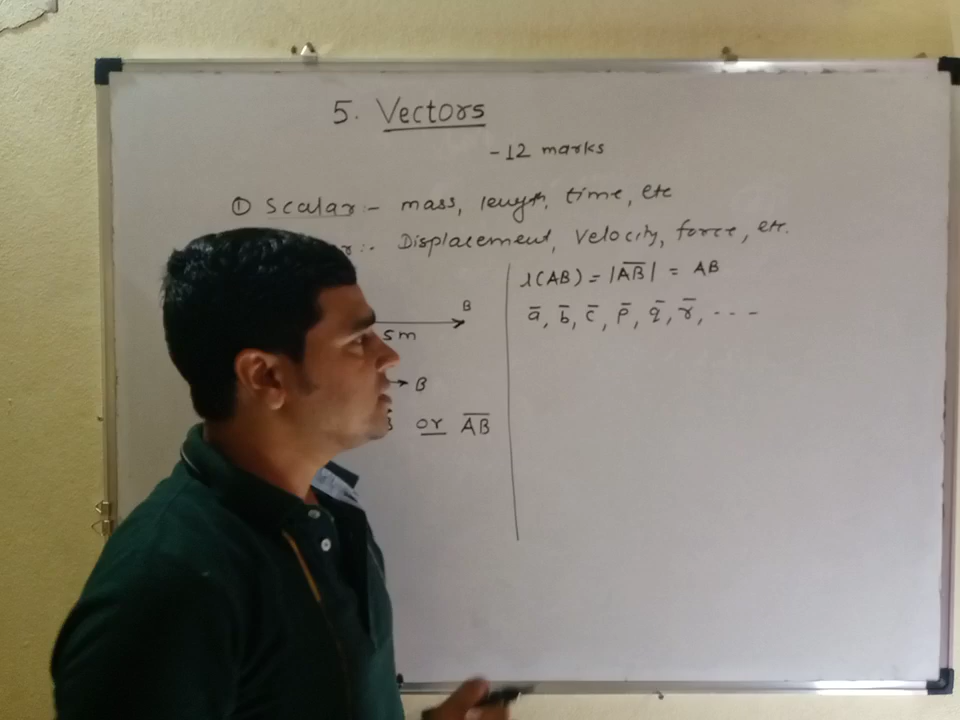 5. Vectors
-12 marks
① Scalar :- mass, length, time, etc
r :- Displacement, Velocity, force, etc.
B
5 m
B
or AB
l(AB) = |AB| = AB
a̅, b̅, c̅, p̅, q̅, r̅, - - -